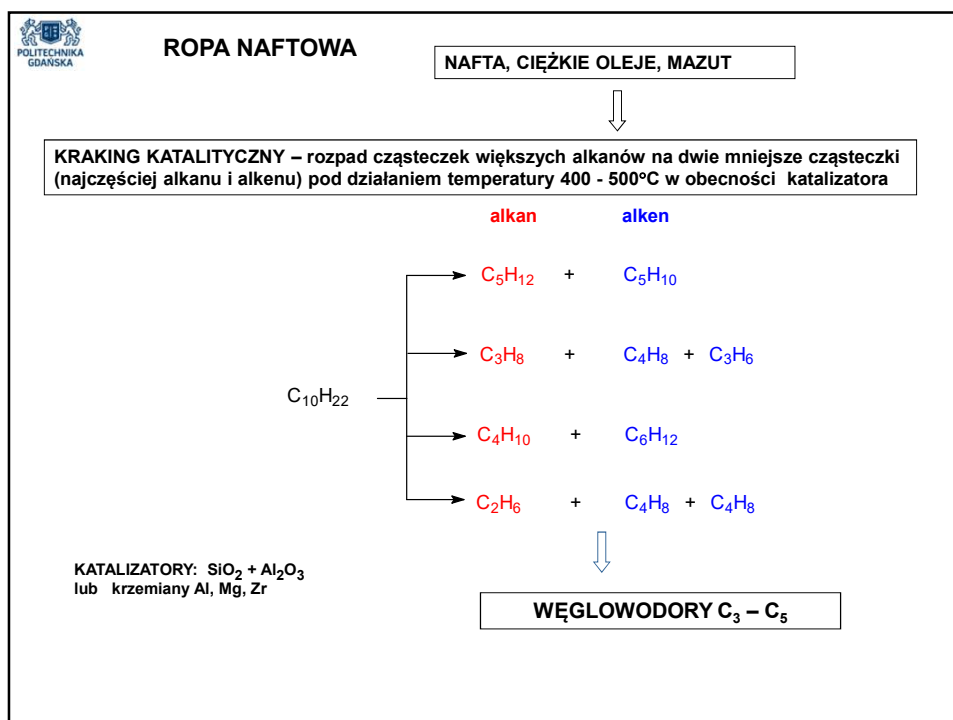 POLITECHNIKA
GDAŃSKA
ROPA NAFTOWA
NAFTA, CIĘŻKIE OLEJE, MAZUT
KRAKING KATALITYCZNY – rozpad cząsteczek większych alkanów na dwie mniejsze cząsteczki
(najczęściej alkanu i alkenu) pod działaniem temperatury 400 - 500°C w obecności katalizatora
alkan alken
C5H12 + C5H10
C3H8 + C4H8 + C3H6
C10H22
C4H10 + C6H12
C2H6 + C4H8 + C4H8
KATALIZATORY: SiO2 + Al2O3
lub krzemiany Al, Mg, Zr
WĘGLOWODORY C3 – C5